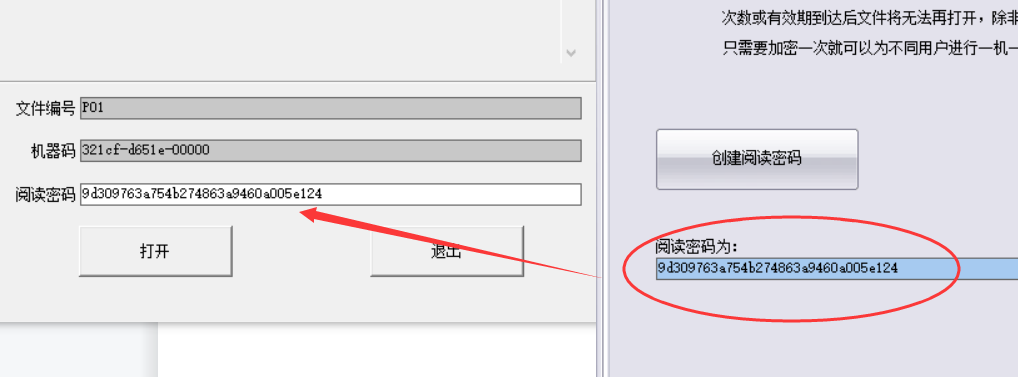 文件编号 P01
机器码 321cf-d651e-00000
阅读密码 9d309763a754b274863a9460a005e124
打开 退出
次数或有效期到达后文件将无法再打开，除非
只需要加密一次就可以为不同用户进行一机一
创建阅读密码
阅读密码为：
9d309763a754b274863a9460a005e124